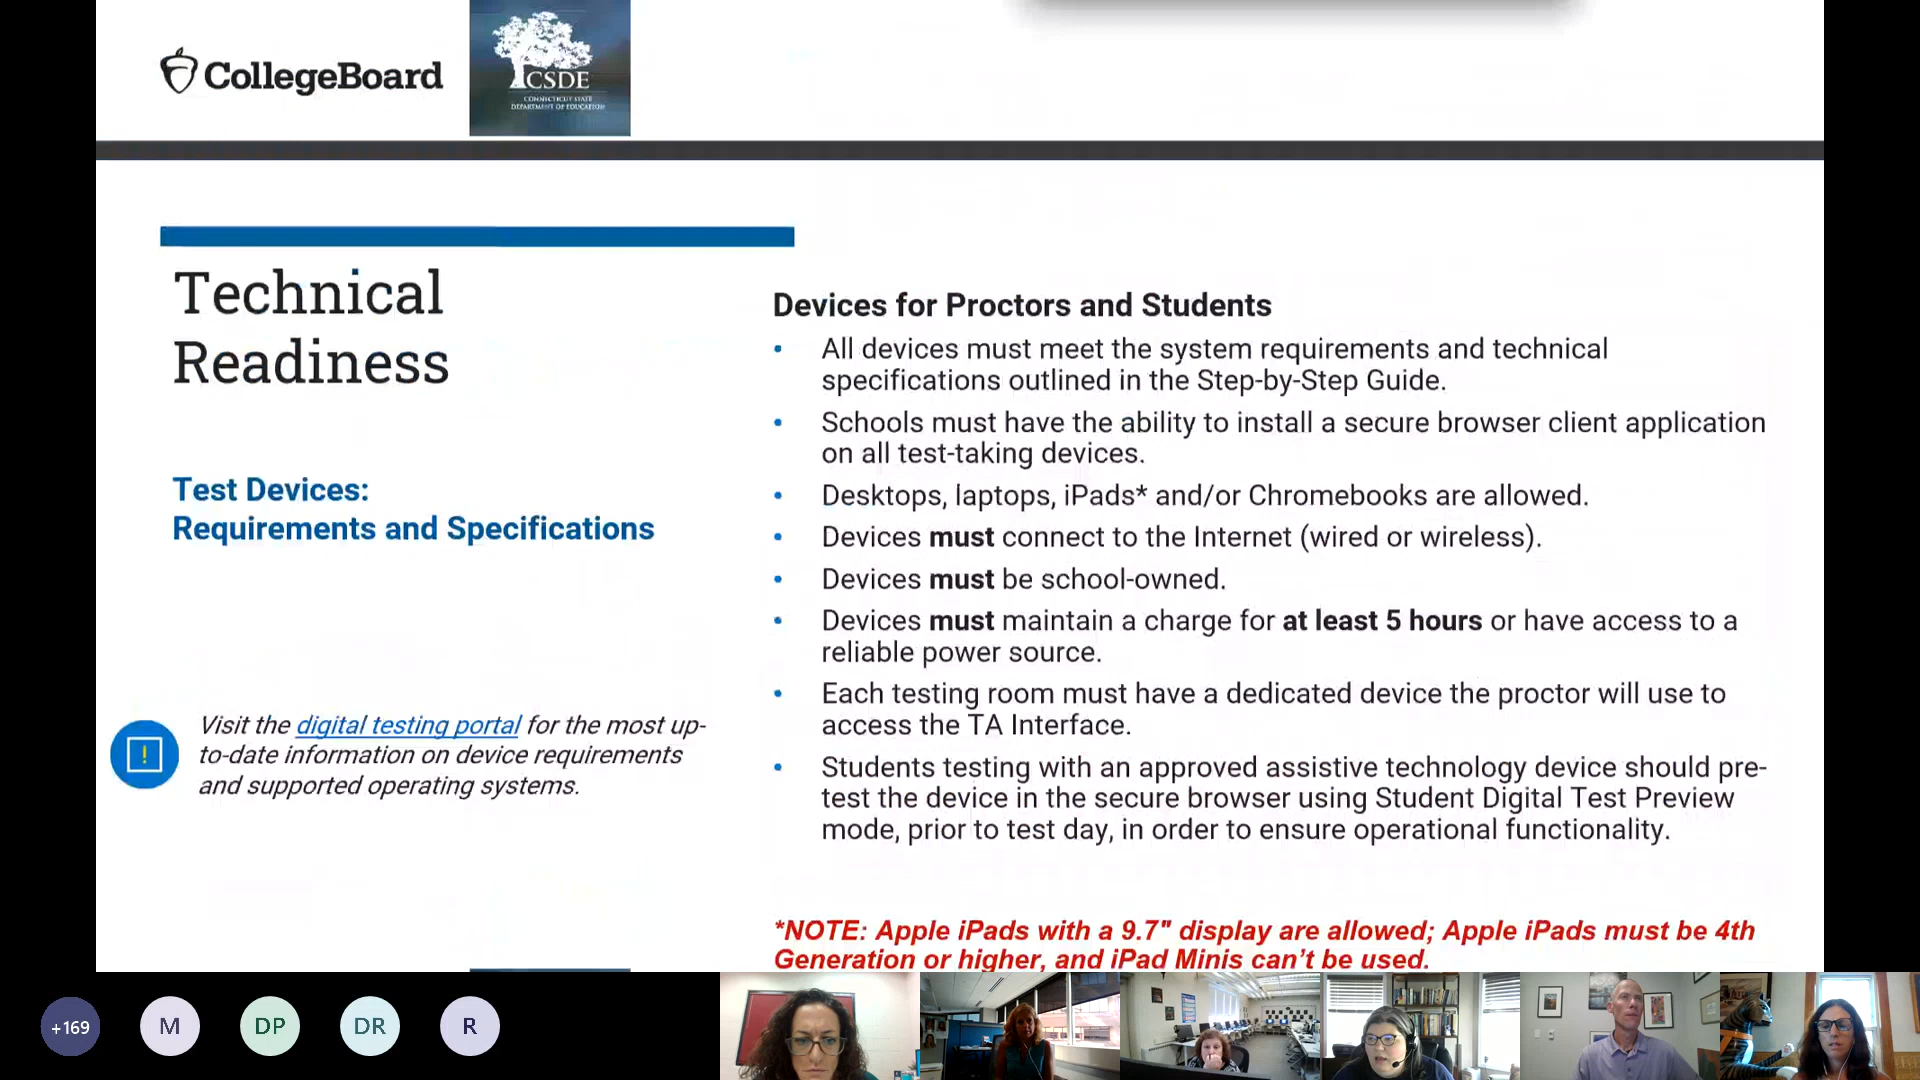 CollegeBoard
CSDE
CONNECTICUT STATE
DEPARTMENT OF EDUCATION
Technical
Readiness
Test Devices:
Requirements and Specifications
Visit the digital testing portal for the most up-
to-date information on device requirements
and supported operating systems.
Devices for Proctors and Students
• All devices must meet the system requirements and technical
specifications outlined in the Step-by-Step Guide.
• Schools must have the ability to install a secure browser client application
on all test-taking devices.
• Desktops, laptops, iPads* and/or Chromebooks are allowed.
• Devices must connect to the Internet (wired or wireless).
• Devices must be school-owned.
• Devices must maintain a charge for at least 5 hours or have access to a
reliable power source.
• Each testing room must have a dedicated device the proctor will use to
access the TA Interface.
• Students testing with an approved assistive technology device should pre-
test the device in the secure browser using Student Digital Test Preview
mode, prior to test day, in order to ensure operational functionality.
*NOTE: Apple iPads with a 9.7" display are allowed; Apple iPads must be 4th
Generation or higher, and iPad Minis can't be used.
+169
M
DP
DR
R